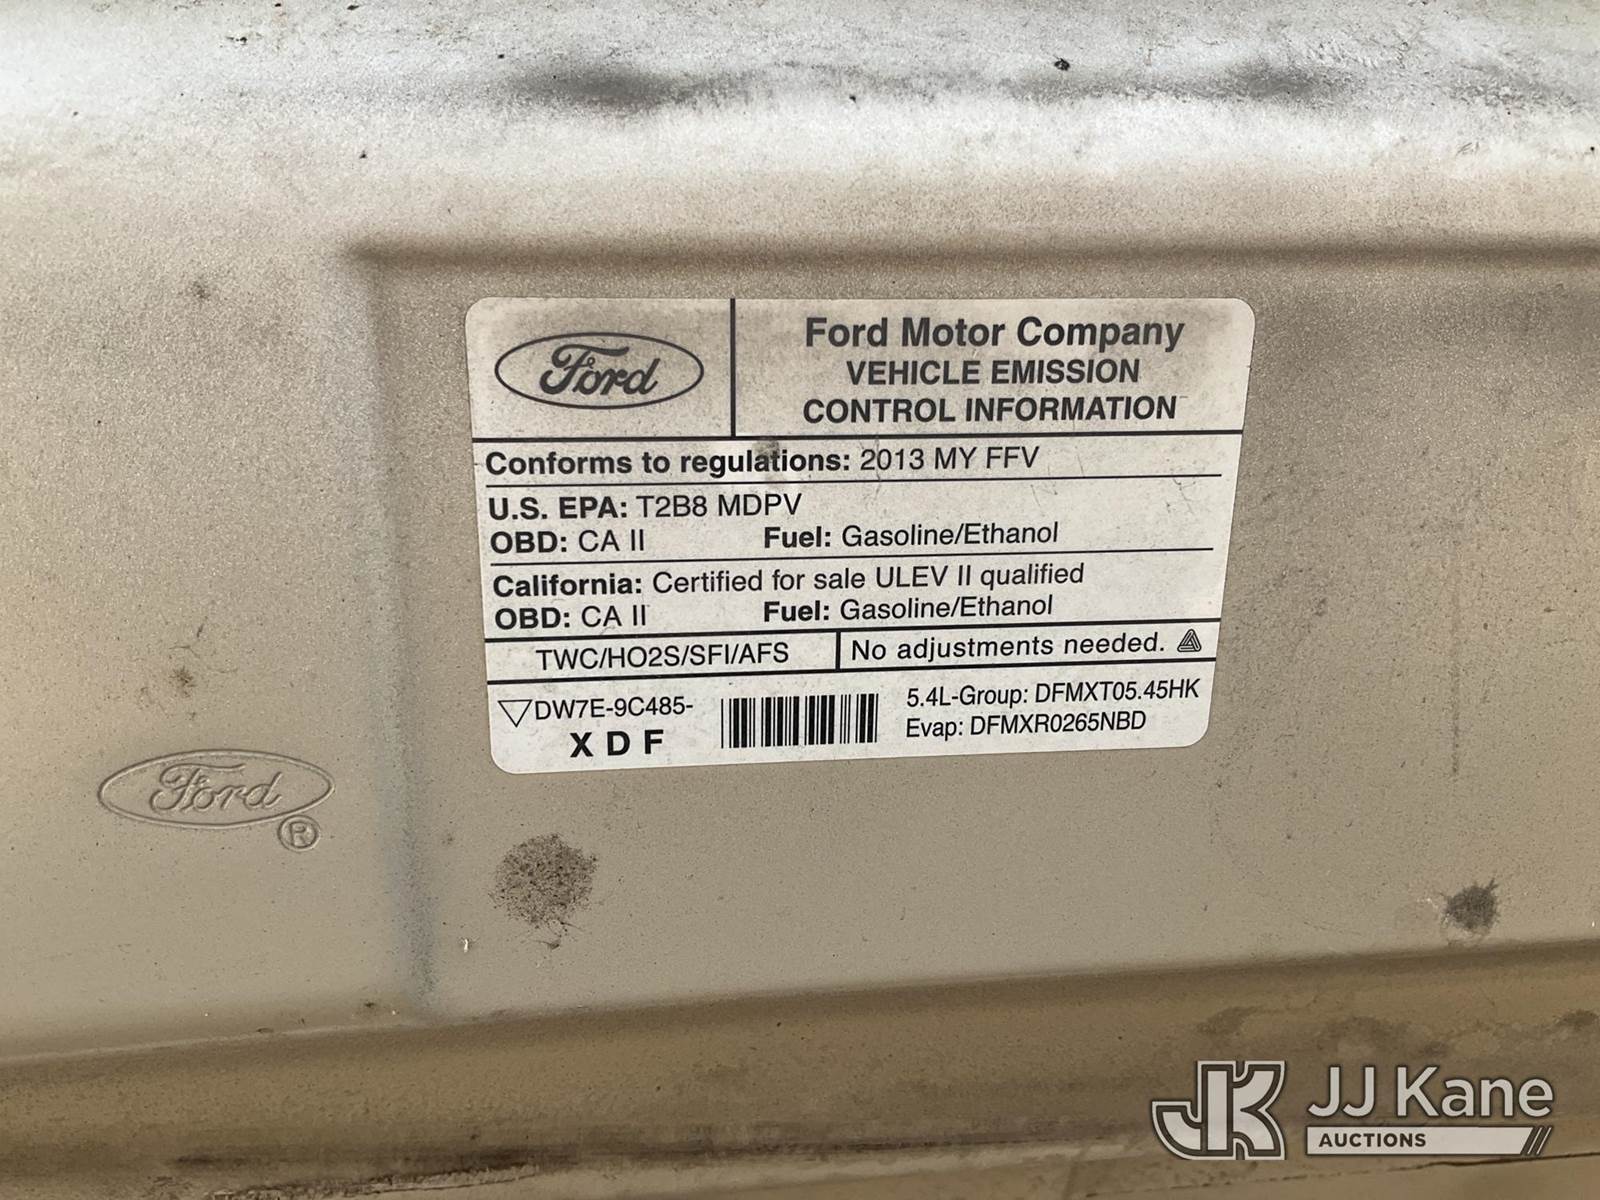 Ford
Ford Motor Company
VEHICLE EMISSION
CONTROL INFORMATION
Conforms to regulations: 2013 MY FFV
U.S. EPA: T2B8 MDPV
OBD: CA II Fuel: Gasoline/Ethanol
California: Certified for sale ULEV II qualified
OBD: CA II Fuel: Gasoline/Ethanol
TWC/HO2S/SFI/AFS No adjustments needed.
DW7E-9C485-
X D F
5.4L-Group: DFMXT05.45HK
Evap: DFMXR0265NBD
Ford
®
JK JJ Kane
AUCTIONS